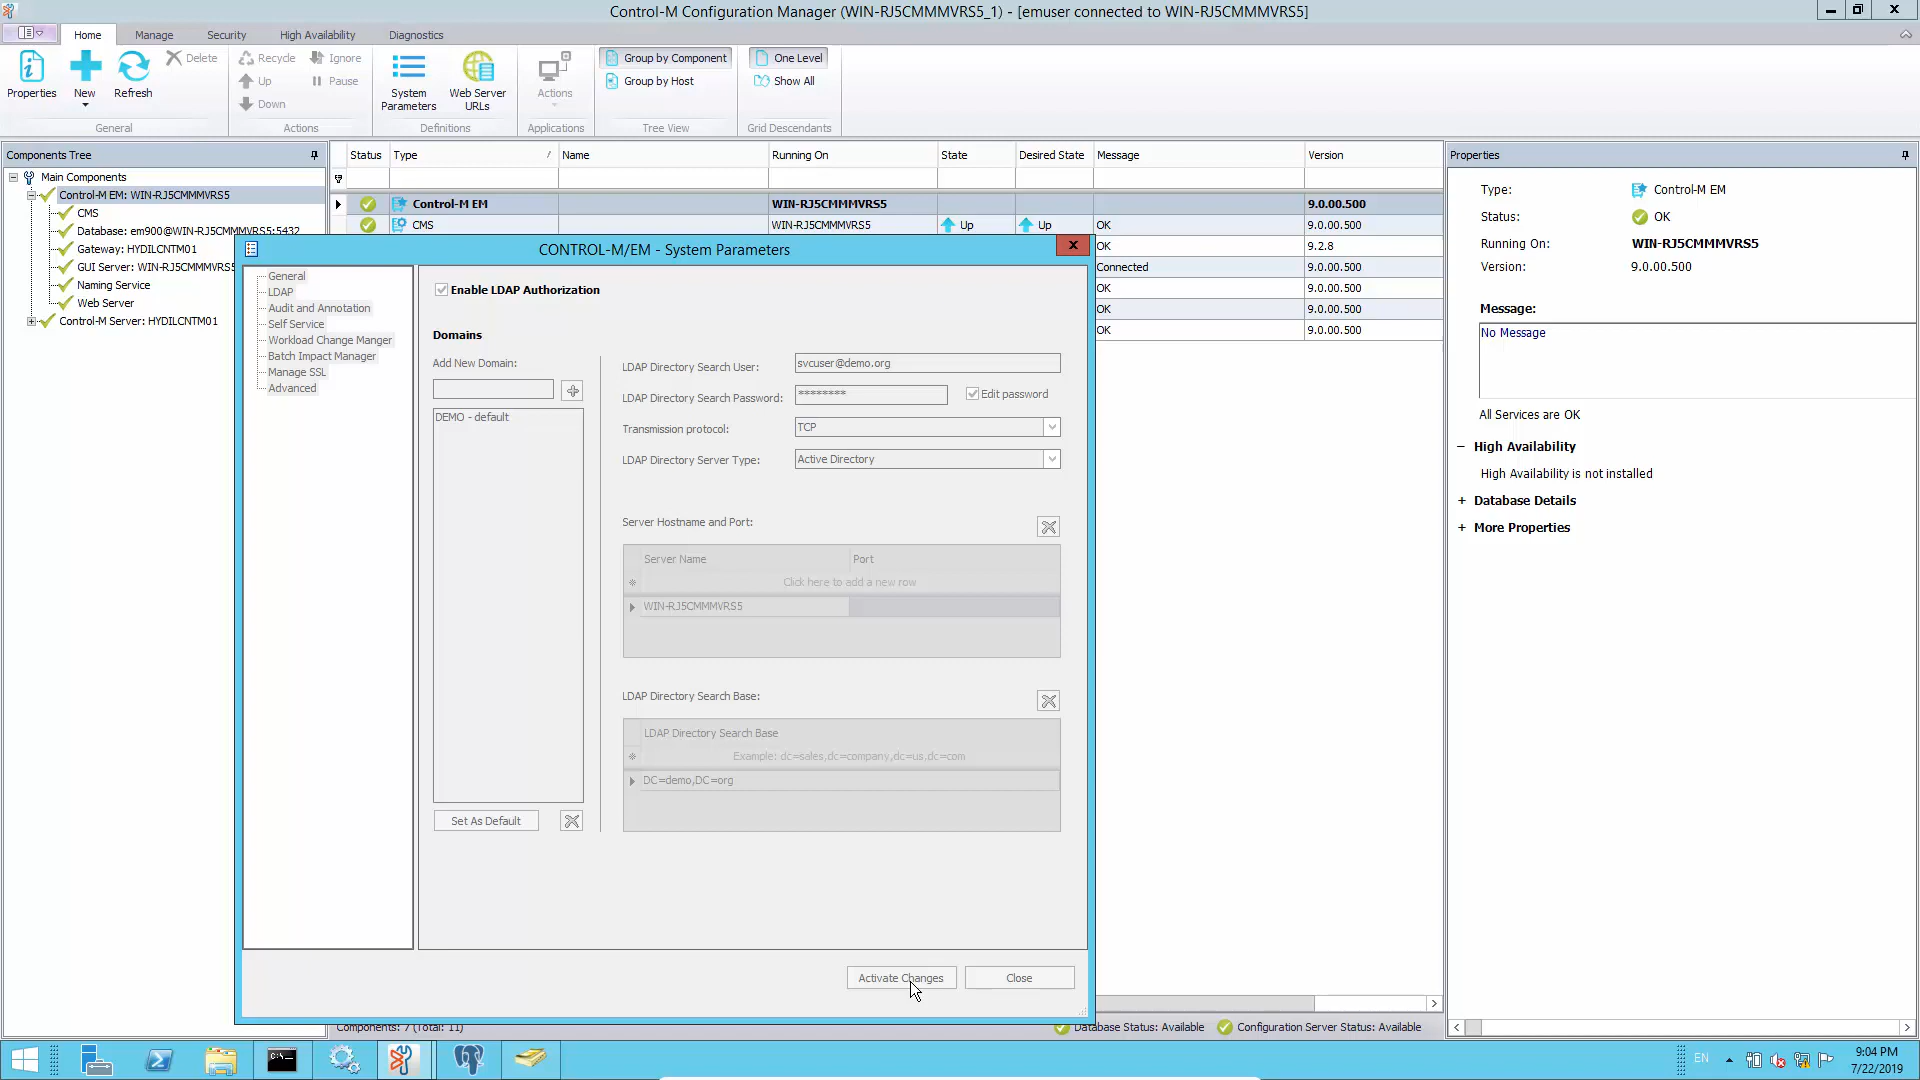 Control-M Configuration Manager (WIN-RJ5CMMMVRS5_1) - [emuser connected to WIN-RJ5CMMMVRS5]
Home
Manage
Security
High Availability
Diagnostics
Properties
New
Refresh
Delete
General
Recycle
Ignore
Up
Pause
Down
Actions
System Parameters
Web Server URLs
Definitions
Actions
Applications
Group by Component
Group by Host
Tree View
One Level
Show All
Grid Descendants
Components Tree
Main Components
Control-M EM: WIN-RJ5CMMMVRS5
CMS
Database: em900@WIN-RJ5CMMMVRS5:5432
Gateway: HYDILCNTM01
GUI Server: WIN-RJ5CMMMVRS5
Naming Service
Web Server
Control-M Server: HYDILCNTM01
Status Type / Name Running On State Desired State Message Version
Control-M EM WIN-RJ5CMMMVRS5 9.0.00.500
CMS WIN-RJ5CMMMVRS5 Up Up OK 9.0.00.500
OK 9.2.8
Connected 9.0.00.500
OK 9.0.00.500
OK 9.0.00.500
OK 9.0.00.500
CONTROL-M/EM - System Parameters
x
General
LDAP
Audit and Annotation
Self Service
Workload Change Manger
Batch Impact Manager
Manage SSL
Advanced
Enable LDAP Authorization
Domains
Add New Domain:
DEMO - default
Set As Default
LDAP Directory Search User: svcuser@demo.org
LDAP Directory Search Password: ******** Edit password
Transmission protocol: TCP
LDAP Directory Server Type: Active Directory
Server Hostname and Port:
Server Name Port
Click here to add a new row
WIN-RJ5CMMMVRS5
LDAP Directory Search Base:
LDAP Directory Search Base
Example: dc=sales,dc=company,dc=us,dc=com
DC=demo,DC=org
Activate Changes
Close
Components: 7 (Total: 11)
Database Status: Available
Configuration Server Status: Available
Properties
Type: Control-M EM
Status: OK
Running On: WIN-RJ5CMMMVRS5
Version: 9.0.00.500
Message:
No Message
All Services are OK
− High Availability
High Availability is not installed
+ Database Details
+ More Properties
C:\_
EN
9:04 PM
7/22/2019